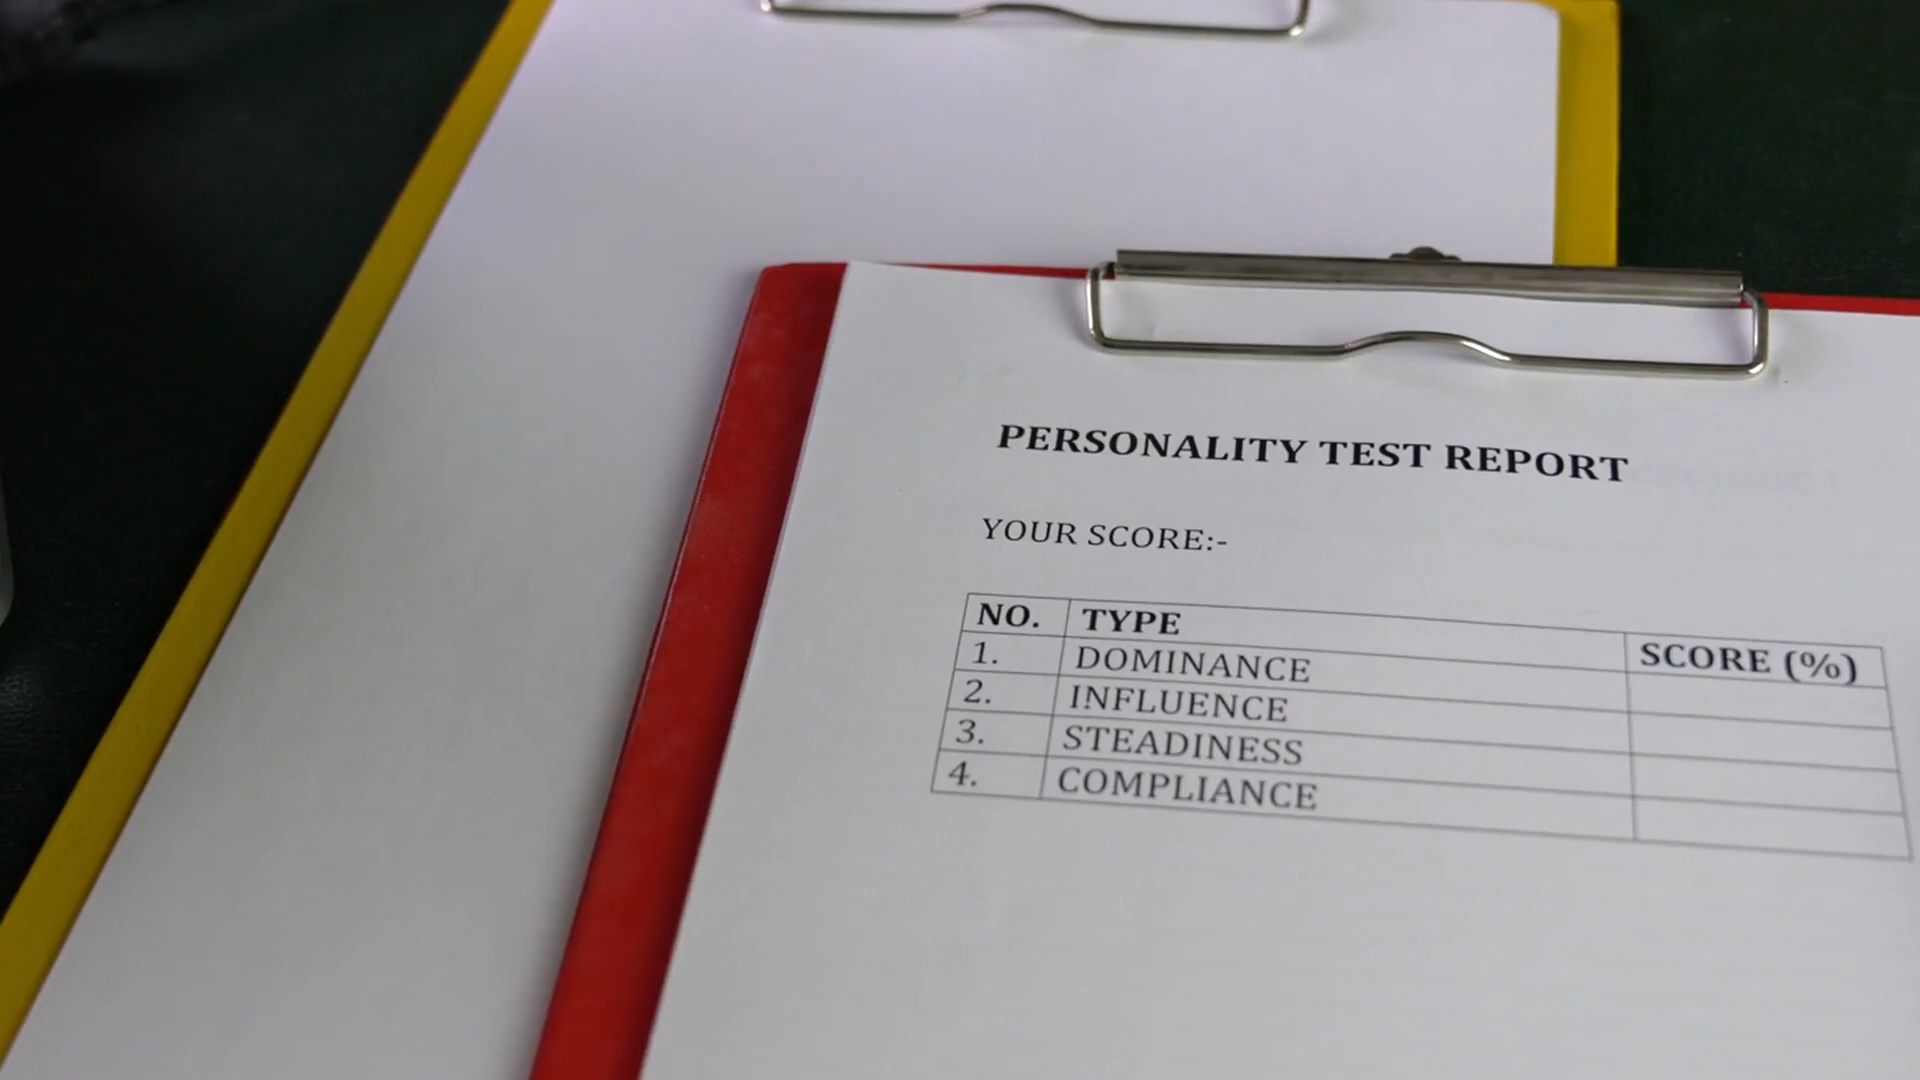 PERSONALITY TEST REPORT
YOUR SCORE:-
NO. TYPE SCORE (%)
1. DOMINANCE
2. INFLUENCE
3. STEADINESS
4. COMPLIANCE